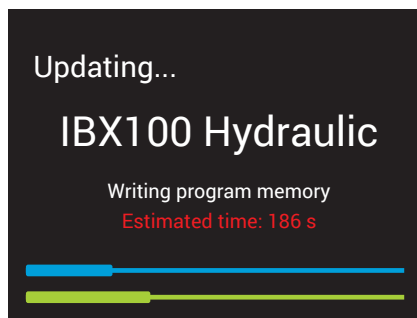 Updating...
IBX100 Hydraulic
Writing program memory
Estimated time: 186 s